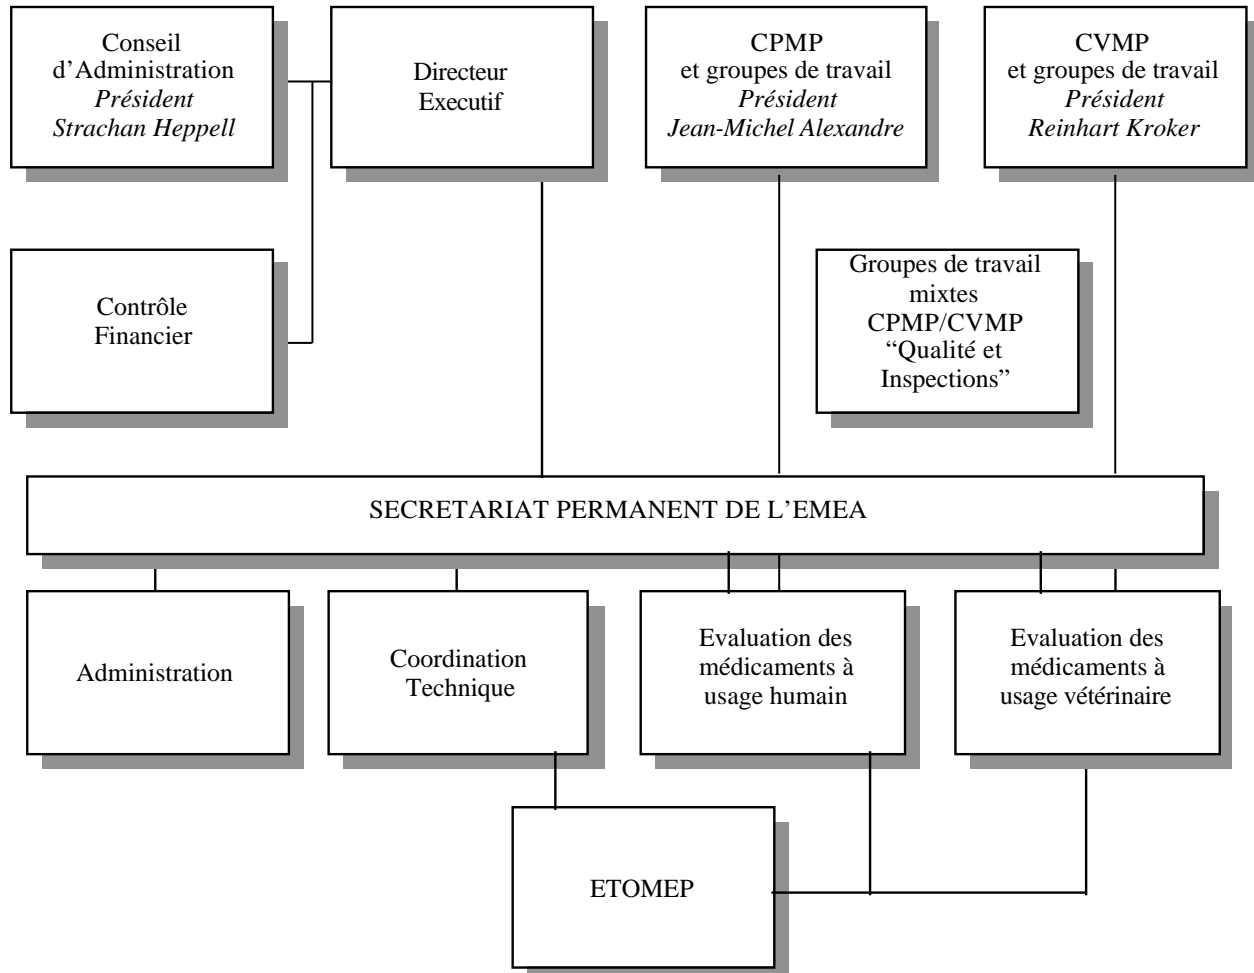 Conseil
d’Administration
Président
Strachan Heppell
Directeur
Executif
CPMP
et groupes de travail
Président
Jean-Michel Alexandre
CVMP
et groupes de travail
Président
Reinhart Kroker
Contrôle
Financier
Groupes de travail
mixtes
CPMP/CVMP
“Qualité et
Inspections”
SECRETARIAT PERMANENT DE L’EMEA
Administration
Coordination
Technique
Evaluation des
médicaments à
usage humain
Evaluation des
médicaments à
usage vétérinaire
ETOMEP